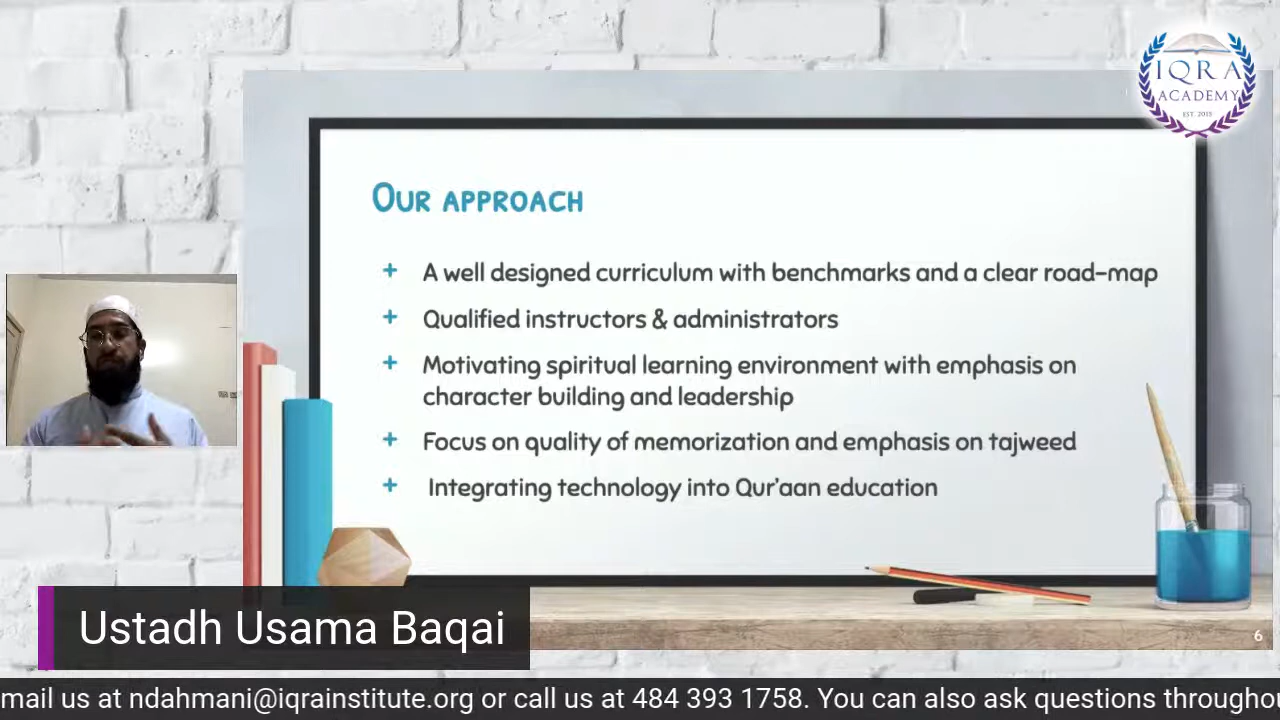 IQRA
ACADEMY
EST. 2015
OUR APPROACH
+ A well designed curriculum with benchmarks and a clear road-map
+ Qualified instructors & administrators
+ Motivating spiritual learning environment with emphasis on
character building and leadership
+ Focus on quality of memorization and emphasis on tajweed
+ Integrating technology into Qur'aan education
6
Ustadh Usama Baqai
mail us at ndahmani@iqrainstitute.org or call us at 484 393 1758. You can also ask questions througho